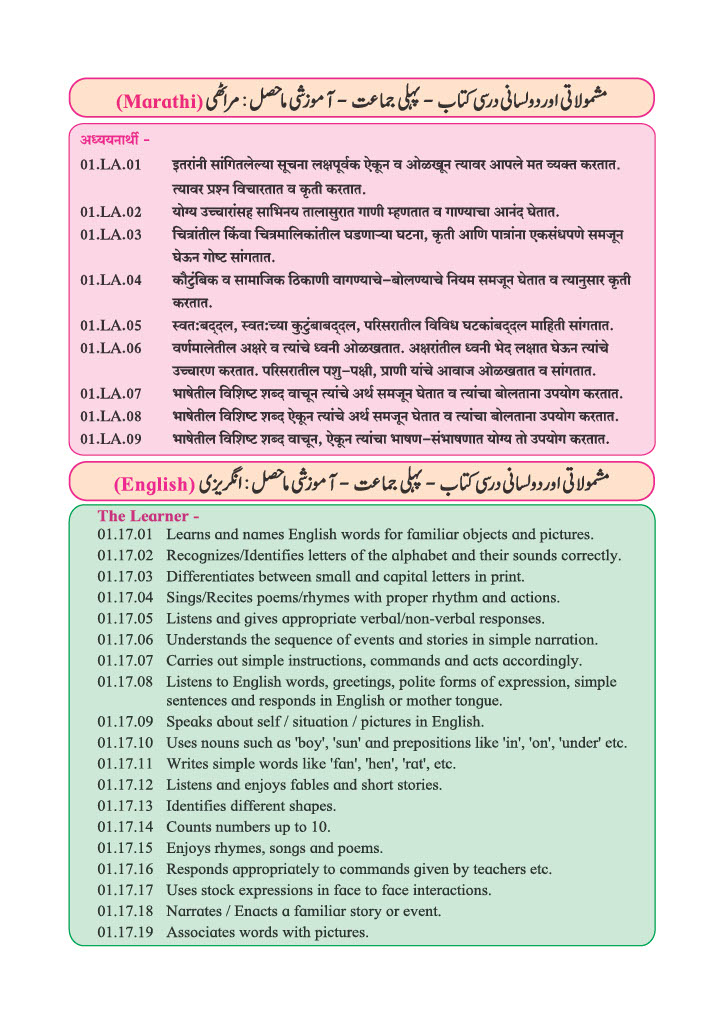 مشمولاتی اور دولسانی درسی کتاب - پہلی جماعت - آموزشی ماحصل : مراٹھی (Marathi)
अध्ययनार्थी -
01.LA.01 इतरांनी सांगितलेल्या सूचना लक्षपूर्वक ऐकून व ओळखून त्यावर आपले मत व्यक्त करतात.
त्यावर प्रश्न विचारतात व कृती करतात.
01.LA.02 योग्य उच्चारांसह साभिनय तालासुरात गाणी म्हणतात व गाण्याचा आनंद घेतात.
01.LA.03 चित्रांतील किंवा चित्रमालिकांतील घडणाऱ्या घटना, कृती आणि पात्रांना एकसंधपणे समजून
घेऊन गोष्ट सांगतात.
01.LA.04 कौटुंबिक व सामाजिक ठिकाणी वागण्याचे-बोलण्याचे नियम समजून घेतात व त्यानुसार कृती
करतात.
01.LA.05 स्वत:बद्दल, स्वत:च्या कुटुंबाबद्दल, परिसरातील विविध घटकांबद्दल माहिती सांगतात.
01.LA.06 वर्णमालेतील अक्षरे व त्यांचे ध्वनी ओळखतात. अक्षरांतील ध्वनी भेद लक्षात घेऊन त्यांचे
उच्चारण करतात. परिसरातील पशु-पक्षी, प्राणी यांचे आवाज ओळखतात व सांगतात.
01.LA.07 भाषेतील विशिष्ट शब्द वाचून त्यांचे अर्थ समजून घेतात व त्यांचा बोलताना उपयोग करतात.
01.LA.08 भाषेतील विशिष्ट शब्द ऐकून त्यांचे अर्थ समजून घेतात व त्यांचा बोलताना उपयोग करतात.
01.LA.09 भाषेतील विशिष्ट शब्द वाचून, ऐकून त्यांचा भाषण-संभाषणात योग्य तो उपयोग करतात.
مشمولاتی اور دولسانی درسی کتاب - پہلی جماعت - آموزشی ماحصل : انگریزی (English)
The Learner -
01.17.01 Learns and names English words for familiar objects and pictures.
01.17.02 Recognizes/Identifies letters of the alphabet and their sounds correctly.
01.17.03 Differentiates between small and capital letters in print.
01.17.04 Sings/Recites poems/rhymes with proper rhythm and actions.
01.17.05 Listens and gives appropriate verbal/non-verbal responses.
01.17.06 Understands the sequence of events and stories in simple narration.
01.17.07 Carries out simple instructions, commands and acts accordingly.
01.17.08 Listens to English words, greetings, polite forms of expression, simple
sentences and responds in English or mother tongue.
01.17.09 Speaks about self / situation / pictures in English.
01.17.10 Uses nouns such as 'boy', 'sun' and prepositions like 'in', 'on', 'under' etc.
01.17.11 Writes simple words like 'fan', 'hen', 'rat', etc.
01.17.12 Listens and enjoys fables and short stories.
01.17.13 Identifies different shapes.
01.17.14 Counts numbers up to 10.
01.17.15 Enjoys rhymes, songs and poems.
01.17.16 Responds appropriately to commands given by teachers etc.
01.17.17 Uses stock expressions in face to face interactions.
01.17.18 Narrates / Enacts a familiar story or event.
01.17.19 Associates words with pictures.